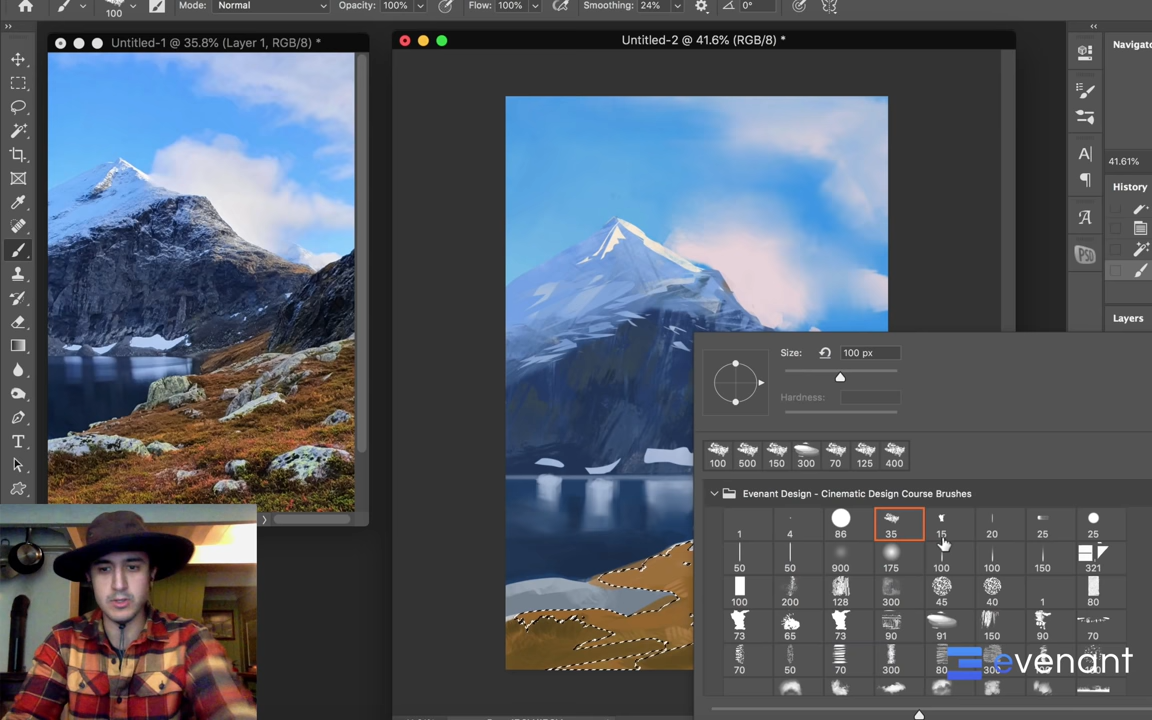 100
Mode: Normal
Opacity: 100%
Flow: 100%
Smoothing: 24%
0°
Untitled-1 @ 35.8% (Layer 1, RGB/8) *
Untitled-2 @ 41.6% (RGB/8) *
Navigato
41.61%
History
Layers
Size: 100 px
Hardness:
100 500 150 300 70 125 400
Evenant Design - Cinematic Design Course Brushes
1 4 86 35 15 20 25 25
50 50 900 175 100 100 150 321
100 200 128 300 45 40 1 80
73 65 73 90 91 150 90 70
70 50 70 300 80 300
evenant